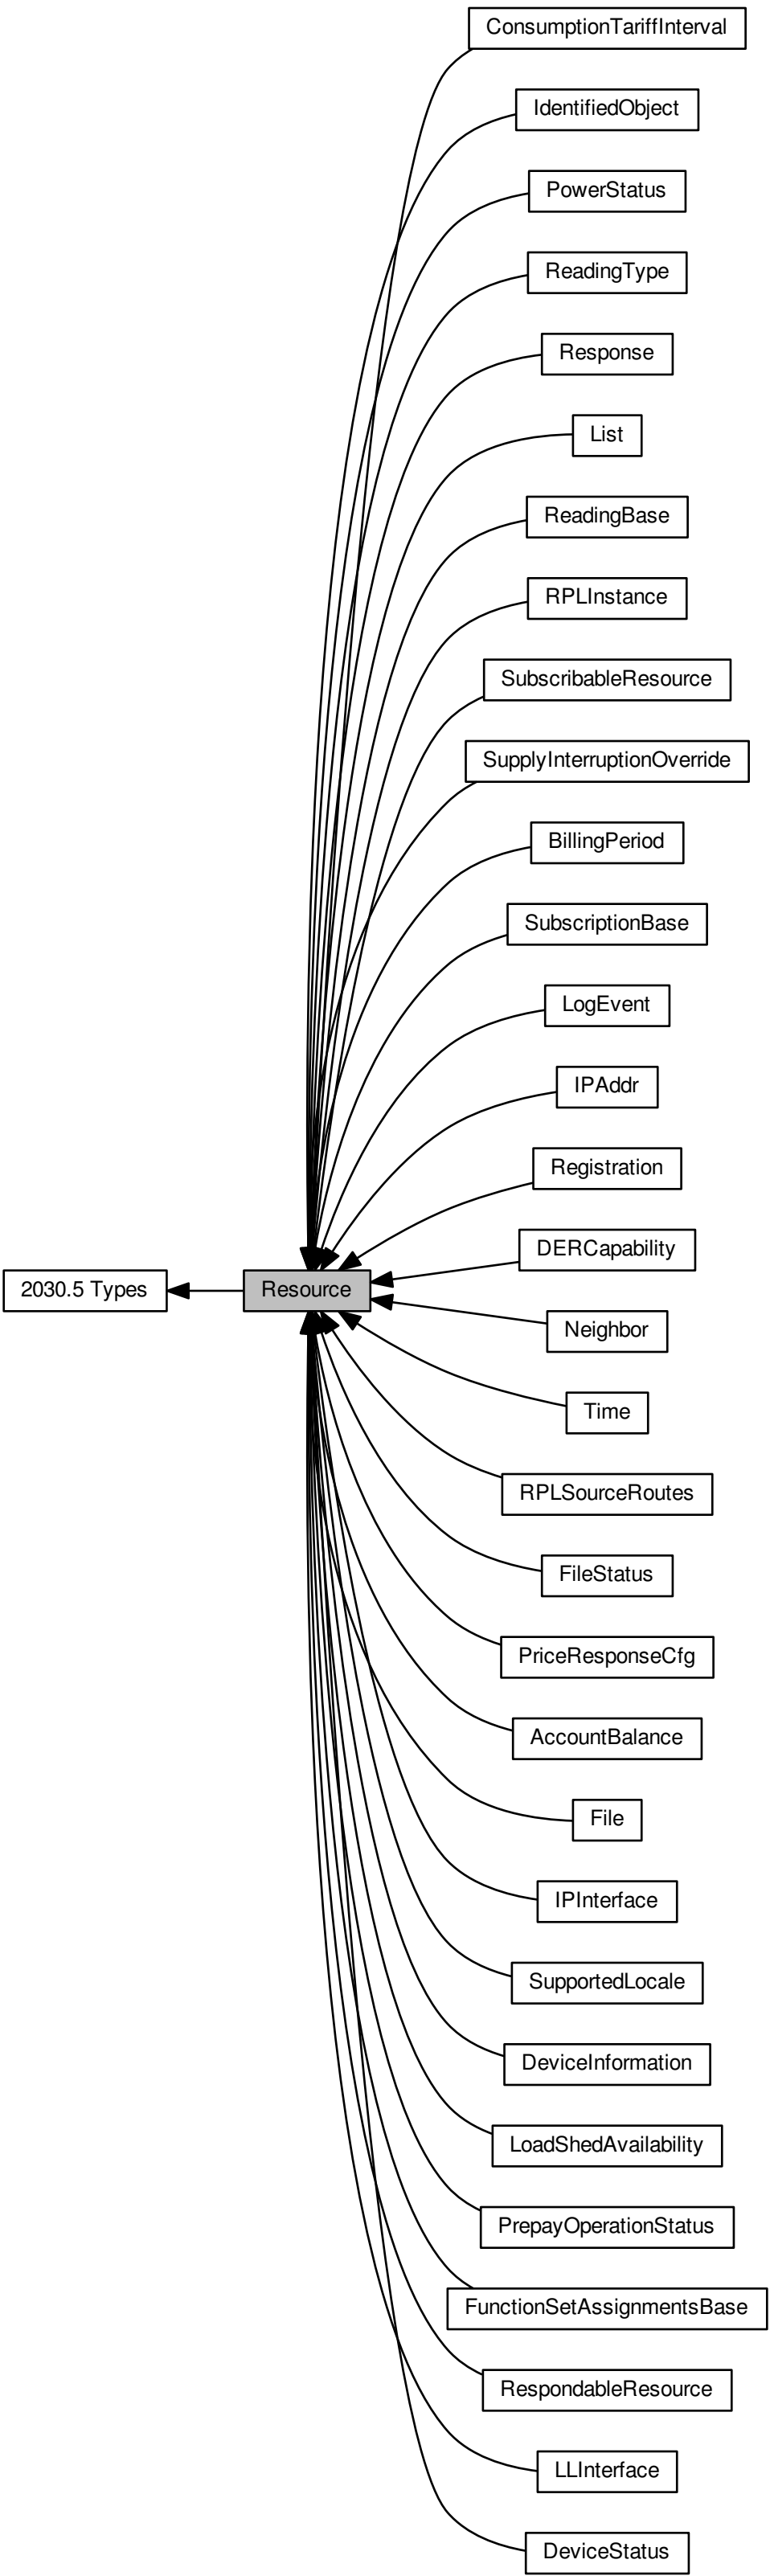 ConsumptionTariffInterval
IdentifiedObject
PowerStatus
ReadingType
Response
List
ReadingBase
RPLInstance
SubscribableResource
SupplyInterruptionOverride
BillingPeriod
SubscriptionBase
LogEvent
IPAddr
Registration
DERCapability
2030.5 Types
Resource
Neighbor
Time
RPLSourceRoutes
FileStatus
PriceResponseCfg
AccountBalance
File
IPInterface
SupportedLocale
DeviceInformation
LoadShedAvailability
PrepayOperationStatus
FunctionSetAssignmentsBase
RespondableResource
LLInterface
DeviceStatus